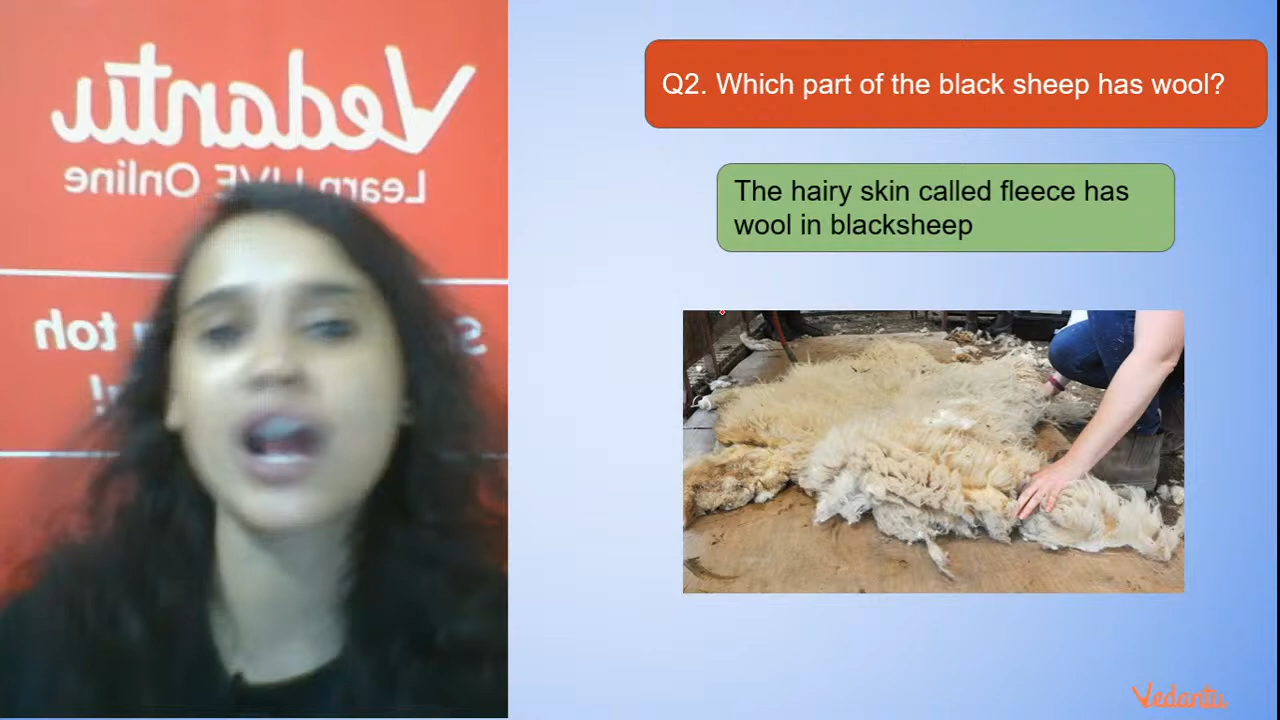 Vedantu
Learn LIVE Online
toh
Q2. Which part of the black sheep has wool?
The hairy skin called fleece has
wool in blacksheep
Vedantu